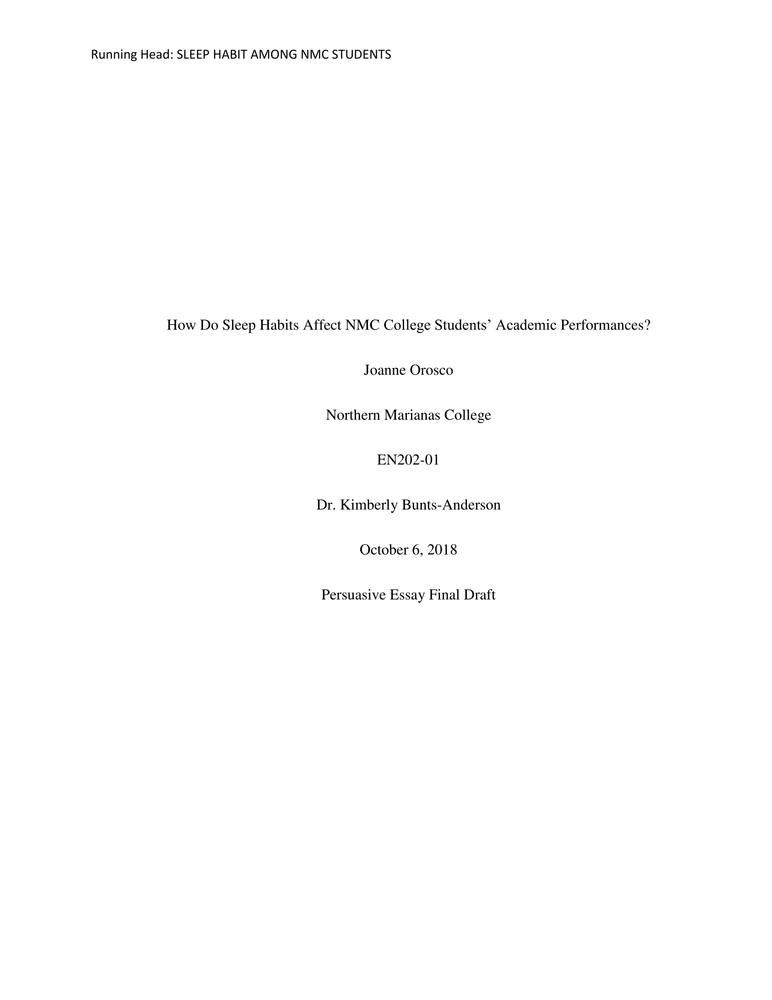 Running Head: SLEEP HABIT AMONG NMC STUDENTS
How Do Sleep Habits Affect NMC College Students’ Academic Performances?
Joanne Orosco
Northern Marianas College
EN202-01
Dr. Kimberly Bunts-Anderson
October 6, 2018
Persuasive Essay Final Draft